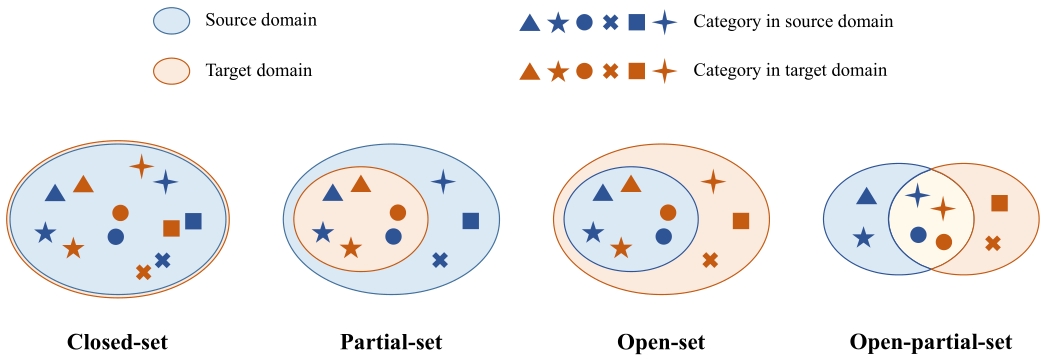 Source domain
Category in source domain
Target domain
Category in target domain
Closed-set
Partial-set
Open-set
Open-partial-set